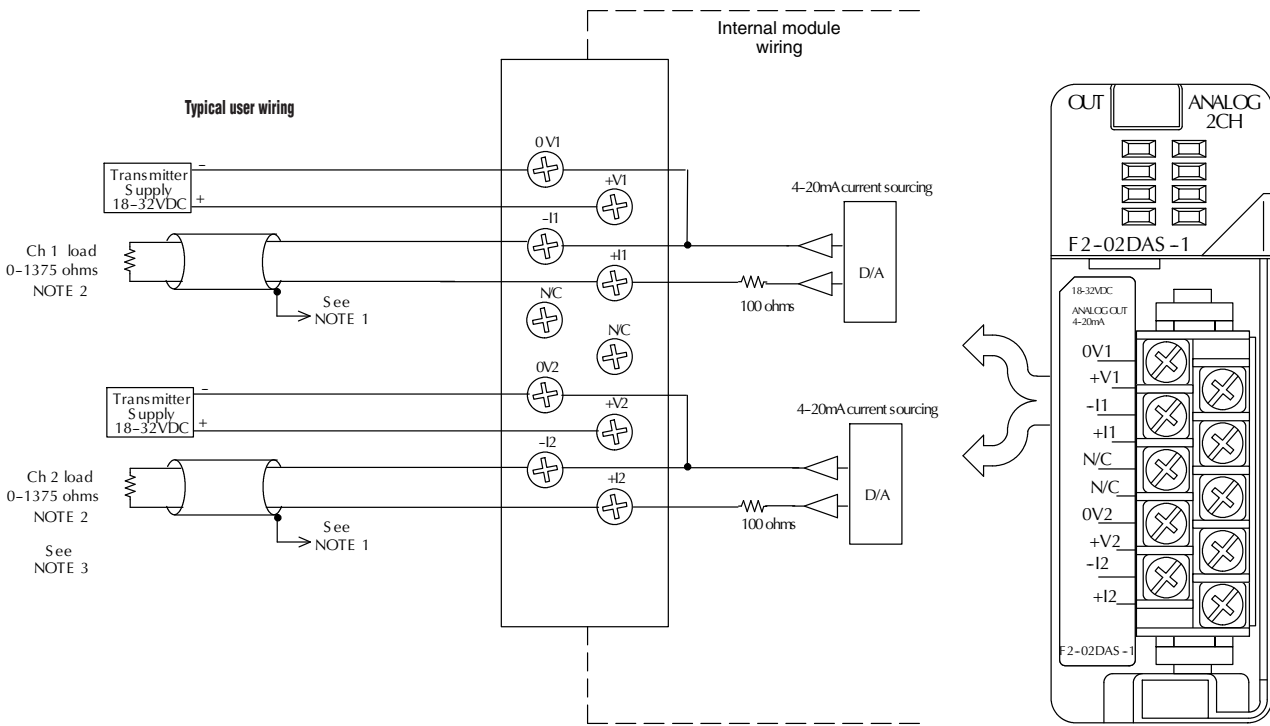 Internal module
wiring
Typical user wiring
Transmitter
Supply
18-32VDC
-
+
Ch 1 load
0-1375 ohms
NOTE 2
See
NOTE 1
0V1
+V1
-I1
+I1
N/C
N/C
4-20mA current sourcing
D/A
100 ohms
Transmitter
Supply
18-32VDC
-
+
Ch 2 load
0-1375 ohms
NOTE 2
See
NOTE 3
See
NOTE 1
0V2
+V2
-I2
+I2
4-20mA current sourcing
D/A
100 ohms
OUT
ANALOG
2CH
F2-02DAS-1
18-32VDC
ANALOG OUT
4-20mA
0V1
+V1
-I1
+I1
N/C
N/C
0V2
+V2
-I2
+I2
F2-02DAS-1